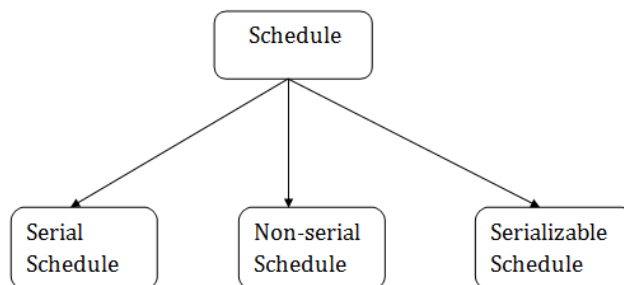 Schedule
Serial
Schedule
Non-serial
Schedule
Serializable
Schedule